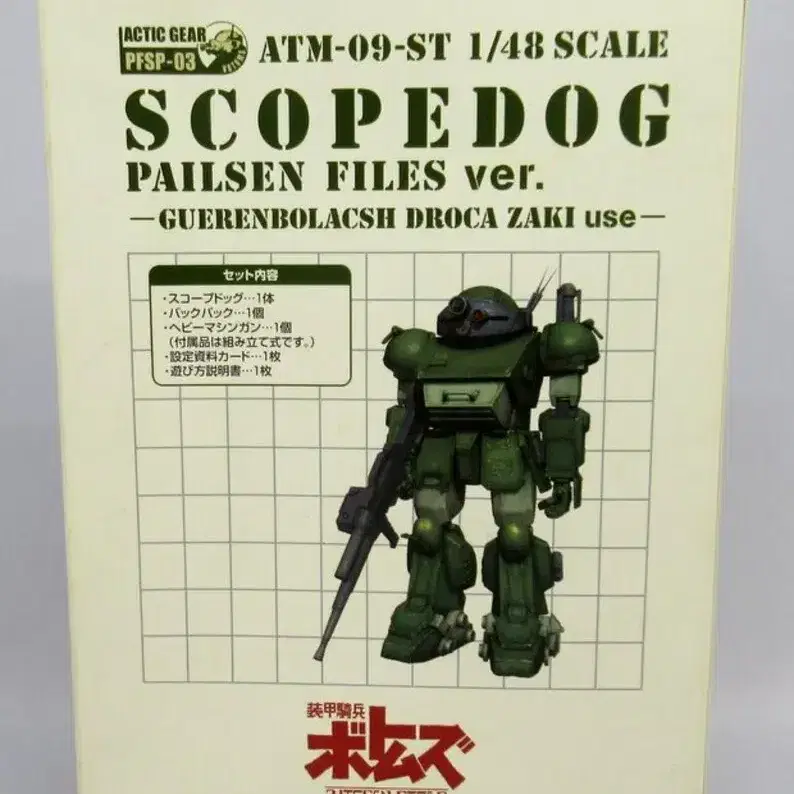 ACTIC GEAR
PFSP-03
ATM-09-ST 1/48 SCALE
SCOPEDOG
PAILSEN FILES ver.
—GUERENBOLACSH DROCA ZAKI use—
セット内容
・スコープドッグ…1体
・バックパック…1個
・ヘビーマシンガン…1個
（付属品は組み立て式です。）
・設定資料カード…1枚
・遊び方説明書…1枚
装甲騎兵
ボトムズ